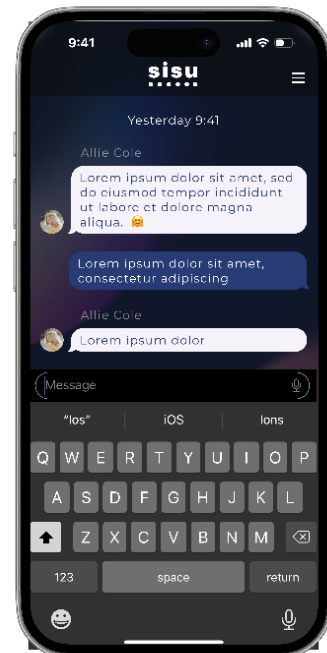 9:41
sisu
Yesterday 9:41
Allie Cole
Lorem ipsum dolor sit amet, sed
do eiusmod tempor incididunt
ut labore et dolore magna
aliqua. 🤗
Lorem ipsum dolor sit amet,
consectetur adipiscing
Allie Cole
Lorem ipsum dolor
Message
"Ios" iOS Ions
Q W E R T Y U I O P
A S D F G H J K L
Z X C V B N M
123 space return